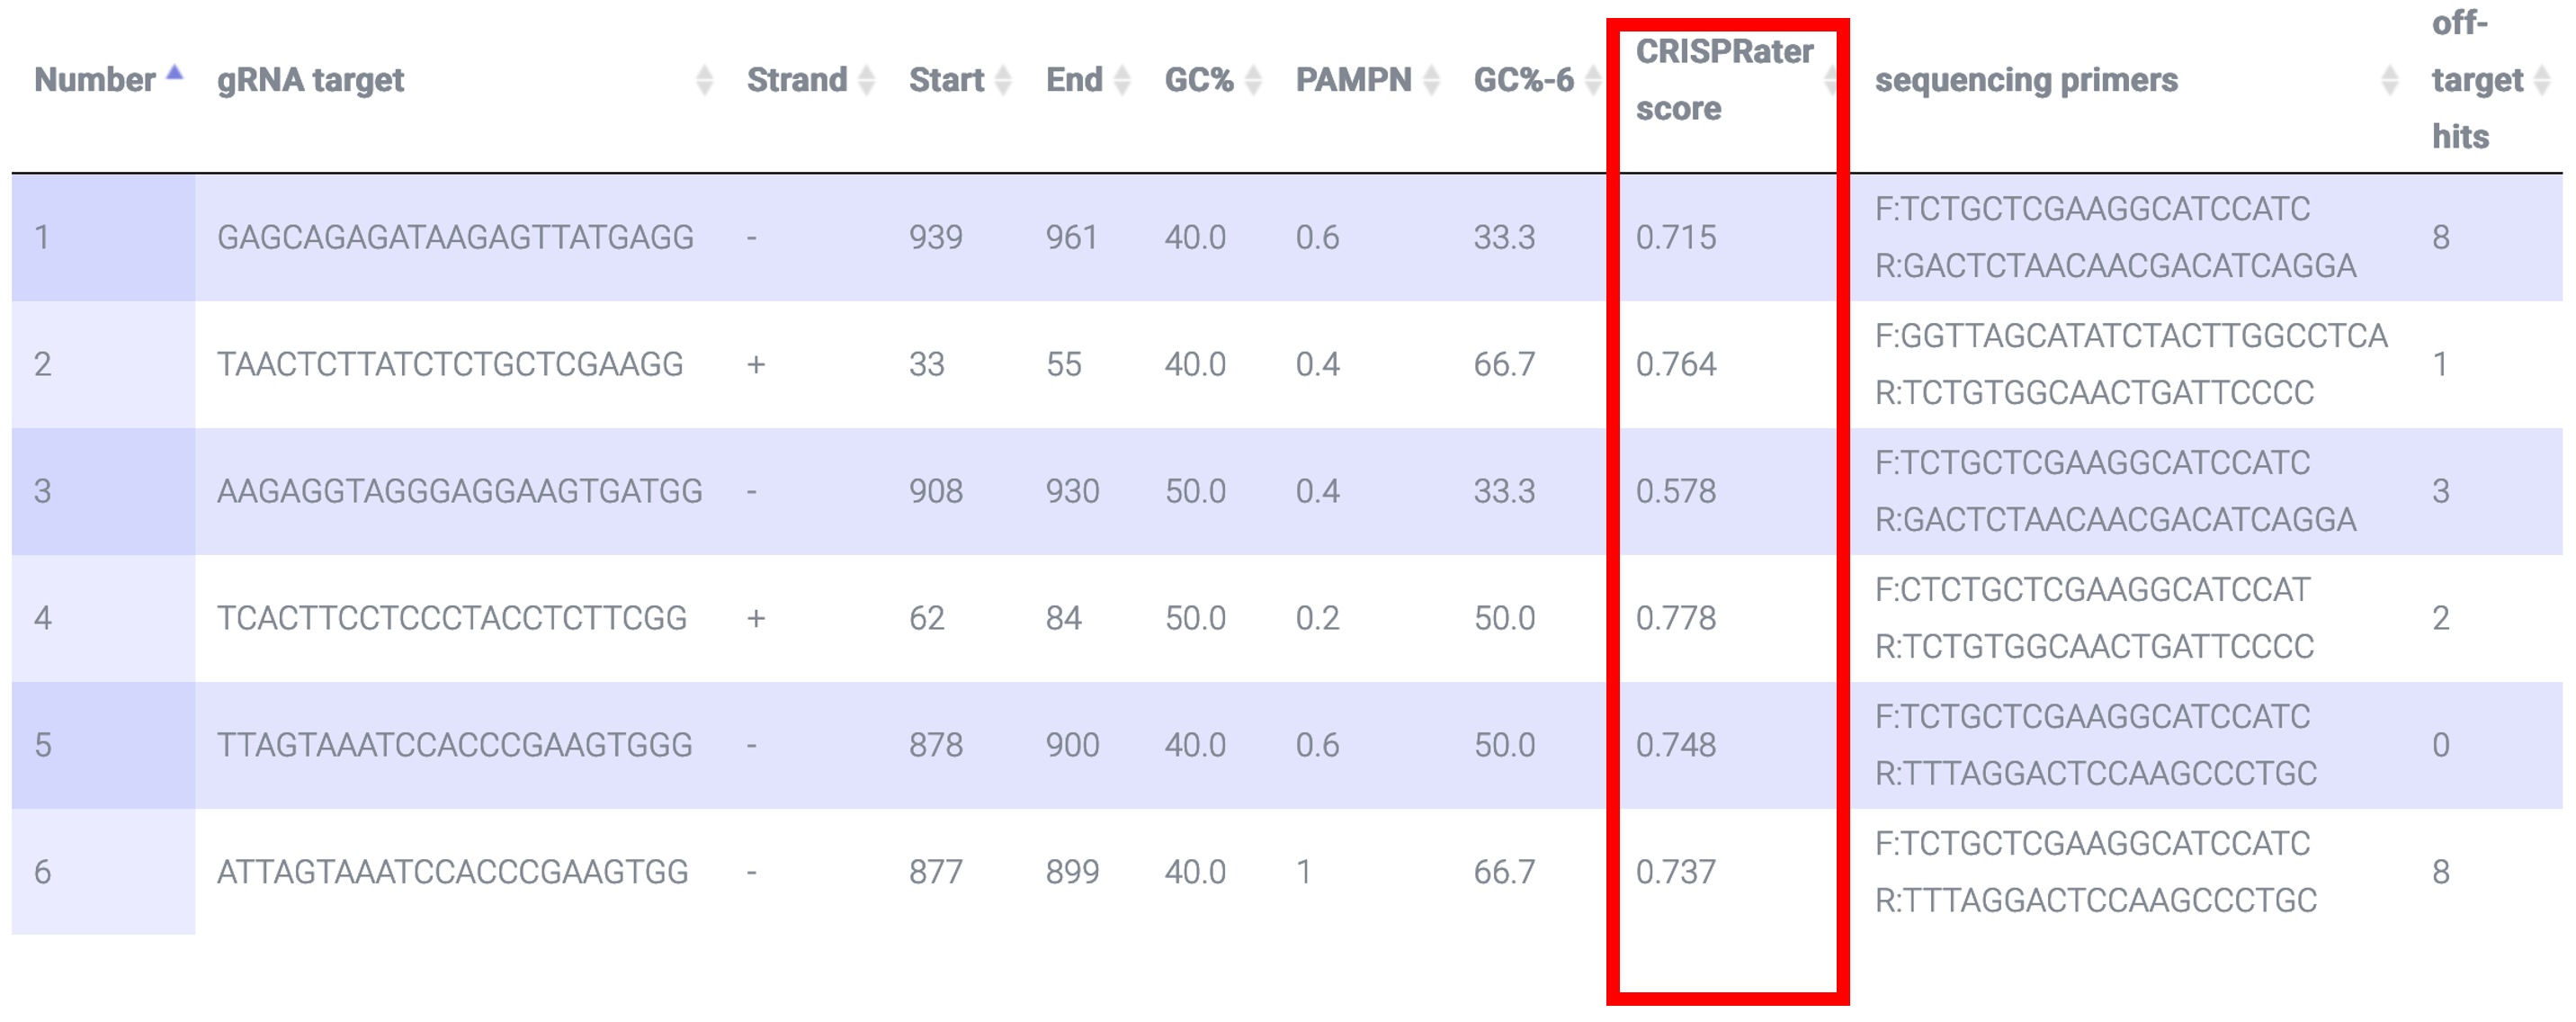 Number gRNA target Strand Start End GC% PAMPN GC%-6 CRISPRater score sequencing primers off-target hits
1 GAGCAGAGATAAGAGTTATGAGG - 939 961 40.0 0.6 33.3 0.715 F:TCTGCTCGAAGGCATCCATC 8
R:GACTCTAACAACGACATCAGGA
2 TAACTCTTATCTCTGCTCGAAGG + 33 55 40.0 0.4 66.7 0.764 F:GGTTAGCATATCTACTTGGCCTCA 1
R:TCTGTGGCAACTGATTCCCC
3 AAGAGGTAGGGAGGAAGTGATGG - 908 930 50.0 0.4 33.3 0.578 F:TCTGCTCGAAGGCATCCATC 3
R:GACTCTAACAACGACATCAGGA
4 TCACTTCCTCCCTACCTCTTCGG + 62 84 50.0 0.2 50.0 0.778 F:CTCTGCTCGAAGGCATCCAT 2
R:TCTGTGGCAACTGATTCCCC
5 TTAGTAAATCCACCCGAAGTGGG - 878 900 40.0 0.6 50.0 0.748 F:TCTGCTCGAAGGCATCCATC 0
R:TTTAGGACTCCAAGCCCTGC
6 ATTAGTAAATCCACCCGAAGTGG - 877 899 40.0 1 66.7 0.737 F:TCTGCTCGAAGGCATCCATC 8
R:TTTAGGACTCCAAGCCCTGC